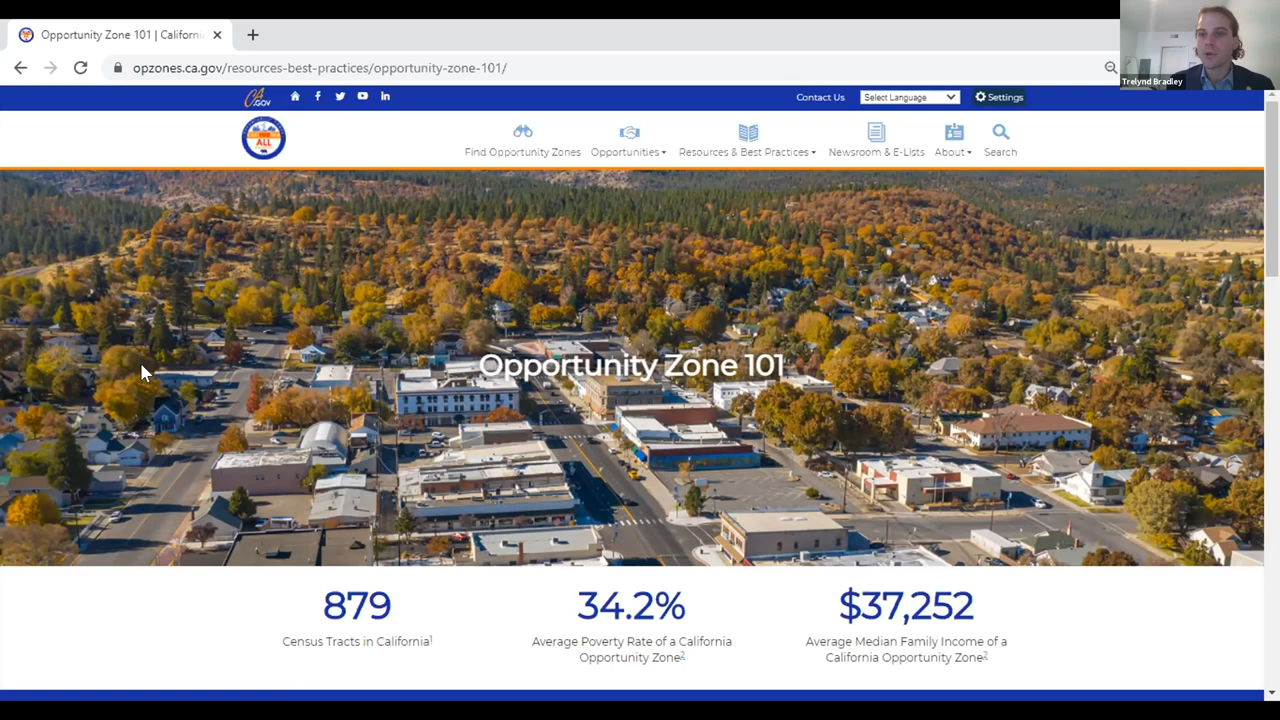 Opportunity Zone 101 | Californi
opzones.ca.gov/resources-best-practices/opportunity-zone-101/
Trelynd Bradley
CA.GOV
Contact Us
Select Language
Settings
ALL
Find Opportunity Zones
Opportunities
Resources & Best Practices
Newsroom & E-Lists
About
Search
Opportunity Zone 101
879
34.2%
$37,252
Census Tracts in California1
Average Poverty Rate of a California
Opportunity Zone2
Average Median Family Income of a
California Opportunity Zone2